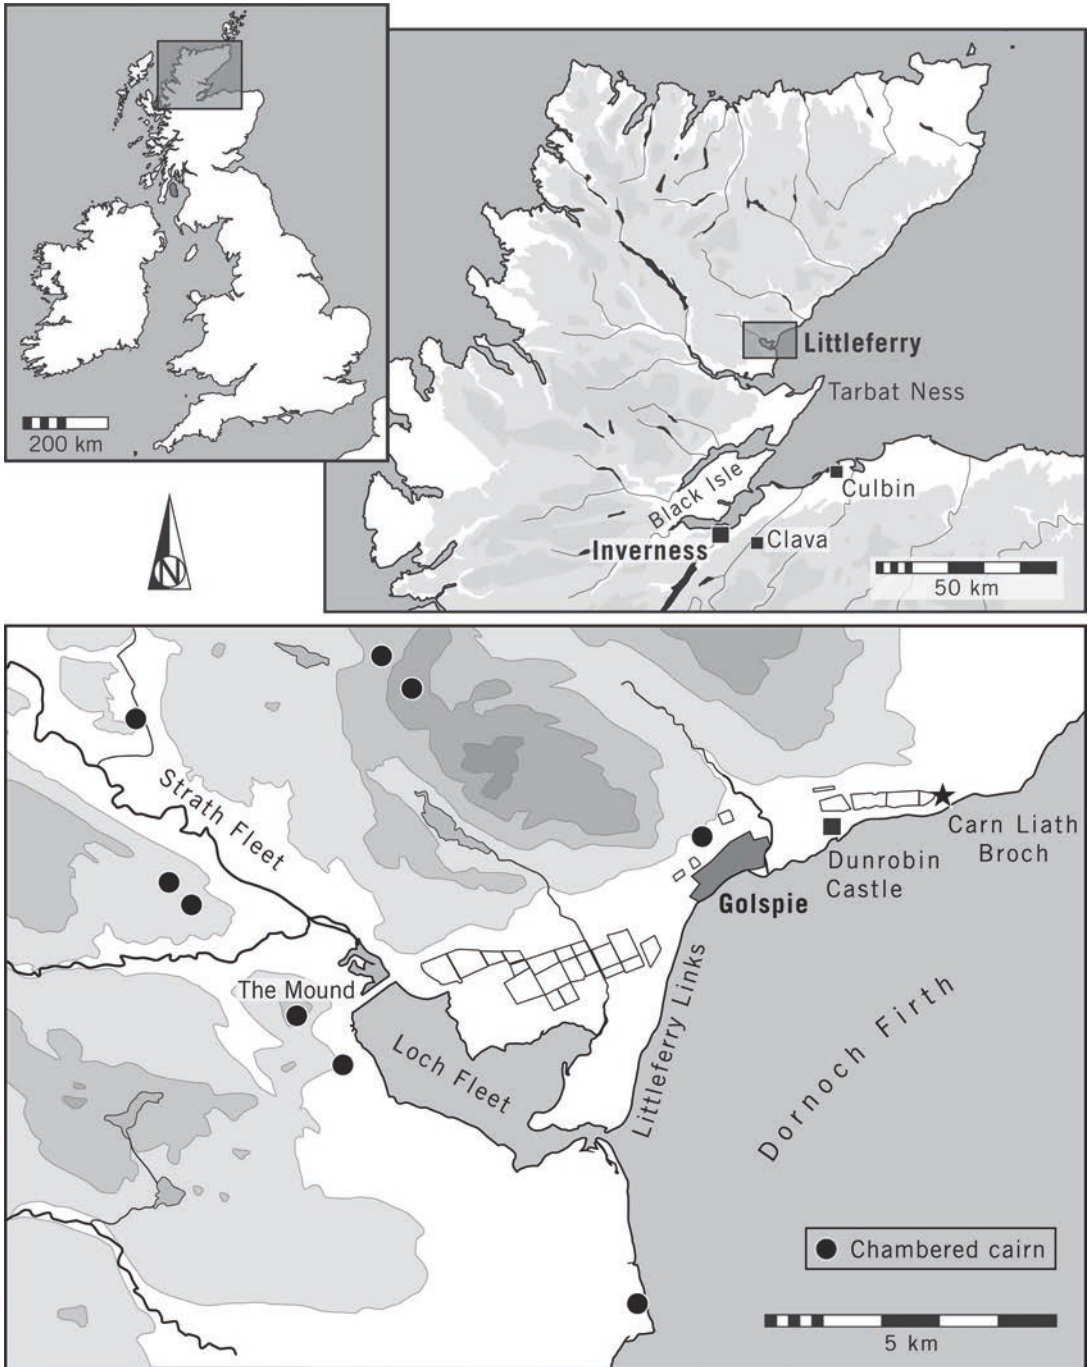 200 km
Littleferry
Tarbat Ness
Culbin
Black Isle
Inverness
Clava
50 km
N
Strath Fleet
Carn Liath
Broch
Dunrobin
Castle
Golspie
The Mound
Loch Fleet
Littleferry Links
Dornoch Firth
Chambered cairn
5 km